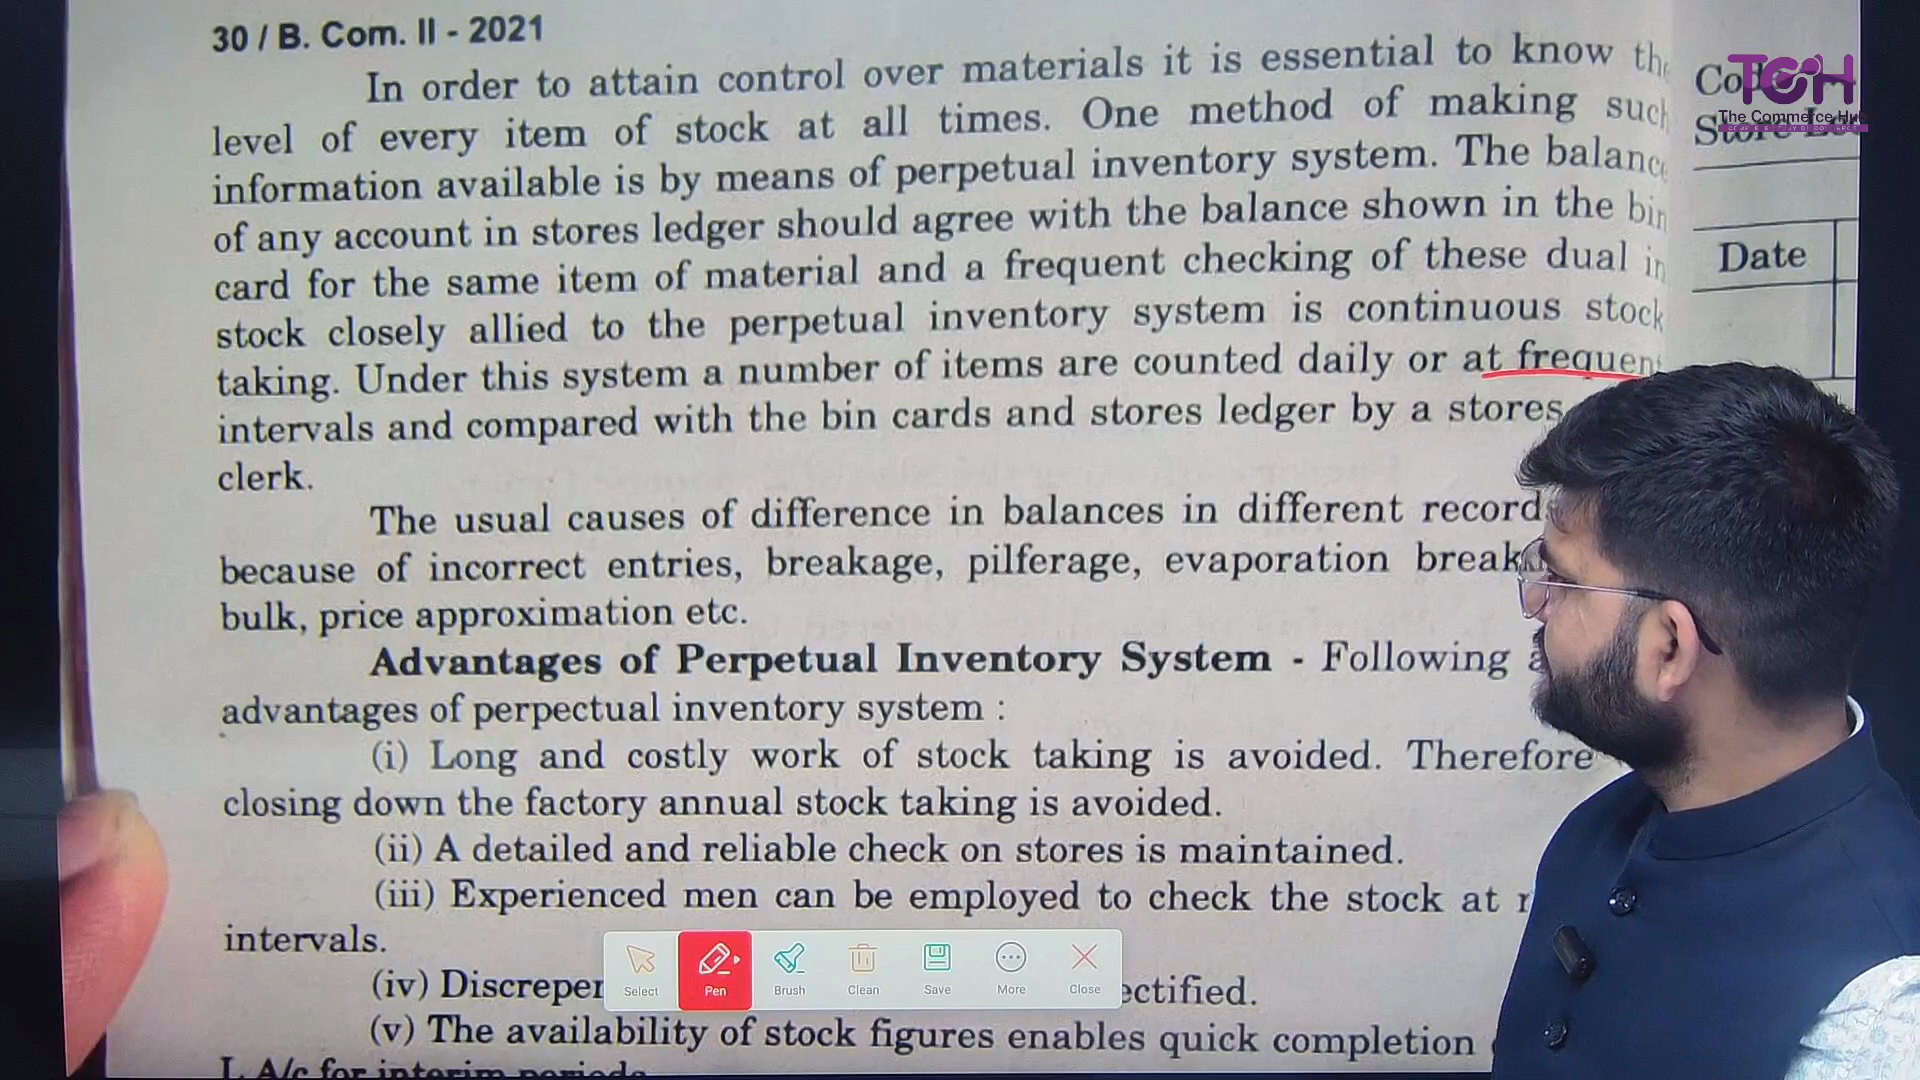 30 / B. Com. II - 2021
In order to attain control over materials it is essential to know the
level of every item of stock at all times. One method of making such
information available is by means of perpetual inventory system. The balance
of any account in stores ledger should agree with the balance shown in the bin
card for the same item of material and a frequent checking of these dual in
stock closely allied to the perpetual inventory system is continuous stock
taking. Under this system a number of items are counted daily or at frequent
intervals and compared with the bin cards and stores ledger by a stores
clerk.
The usual causes of difference in balances in different record
because of incorrect entries, breakage, pilferage, evaporation break
bulk, price approximation etc.
Advantages of Perpetual Inventory System - Following
advantages of perpectual inventory system :
(i) Long and costly work of stock taking is avoided. Therefore
closing down the factory annual stock taking is avoided.
(ii) A detailed and reliable check on stores is maintained.
(iii) Experienced men can be employed to check the stock at
intervals.
(iv) Discreper ectified.
(v) The availability of stock figures enables quick completion
L A/c for interim periods
Date
TCH
The Commerce Hub
Select
Pen
Brush
Clean
Save
More
Close